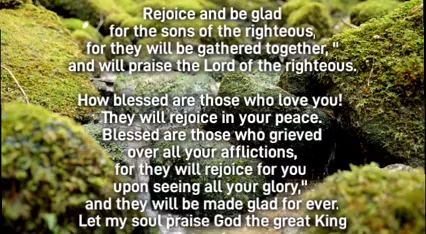 Rejoice and be glad
for the sons of the righteous,
for they will be gathered together, "
and will praise the Lord of the righteous.
How blessed are those who love you!
They will rejoice in your peace.
Blessed are those who grieved
over all your afflictions,
for they will rejoice for you
upon seeing all your glory,"
and they will be made glad for ever.
Let my soul praise God the great King